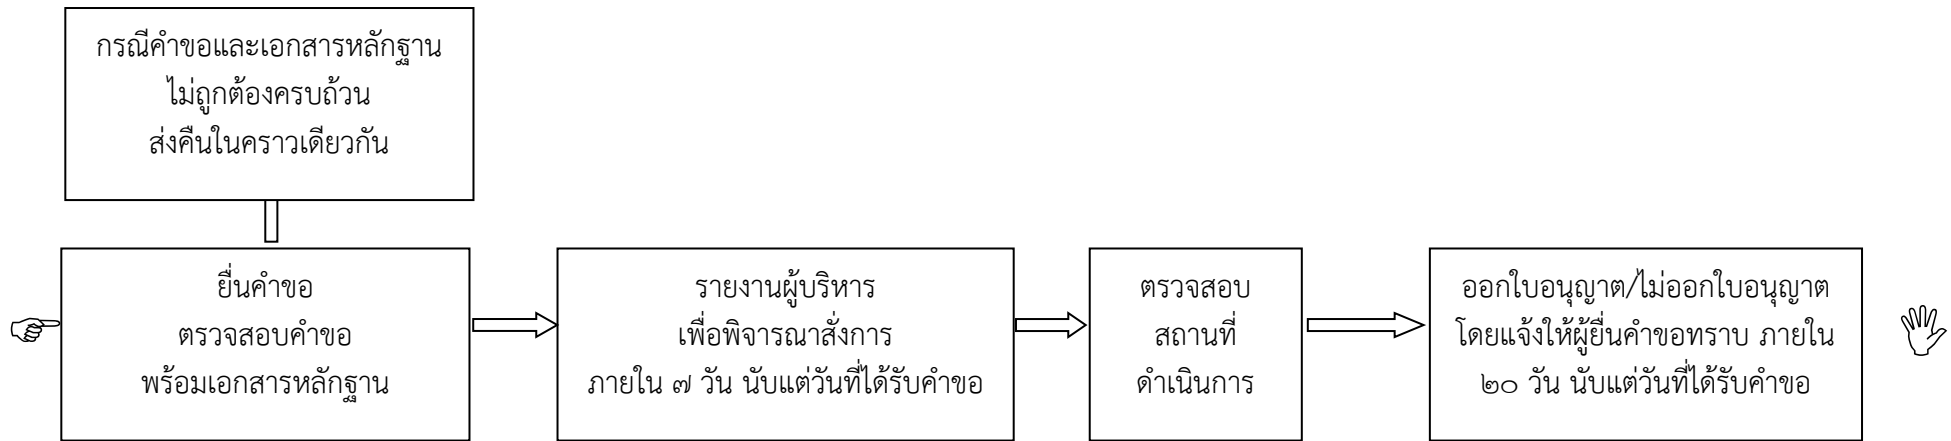 กรณีคำขอและเอกสารหลักฐาน
ไม่ถูกต้องครบถ้วน
ส่งคืนในคราวเดียวกัน
ยื่นคำขอ
ตรวจสอบคำขอ
พร้อมเอกสารหลักฐาน
รายงานผู้บริหาร
เพื่อพิจารณาสั่งการ
ภายใน ๗ วัน นับแต่วันที่ได้รับคำขอ
ตรวจสอบ
สถานที่
ดำเนินการ
ออกใบอนุญาต/ไม่ออกใบอนุญาต
โดยแจ้งให้ผู้ยื่นคำขอทราบ ภายใน
๒๐ วัน นับแต่วันที่ได้รับคำขอ